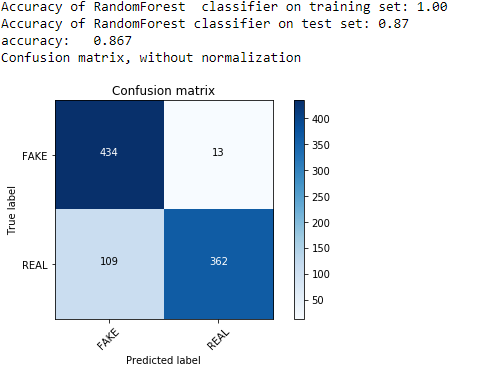 Accuracy of RandomForest  classifier on training set: 1.00
Accuracy of RandomForest classifier on test set: 0.87
accuracy:   0.867
Confusion matrix, without normalization
Confusion matrix
FAKE
434
13
REAL
109
362
True label
FAKE
REAL
Predicted label
400
350
300
250
200
150
100
50